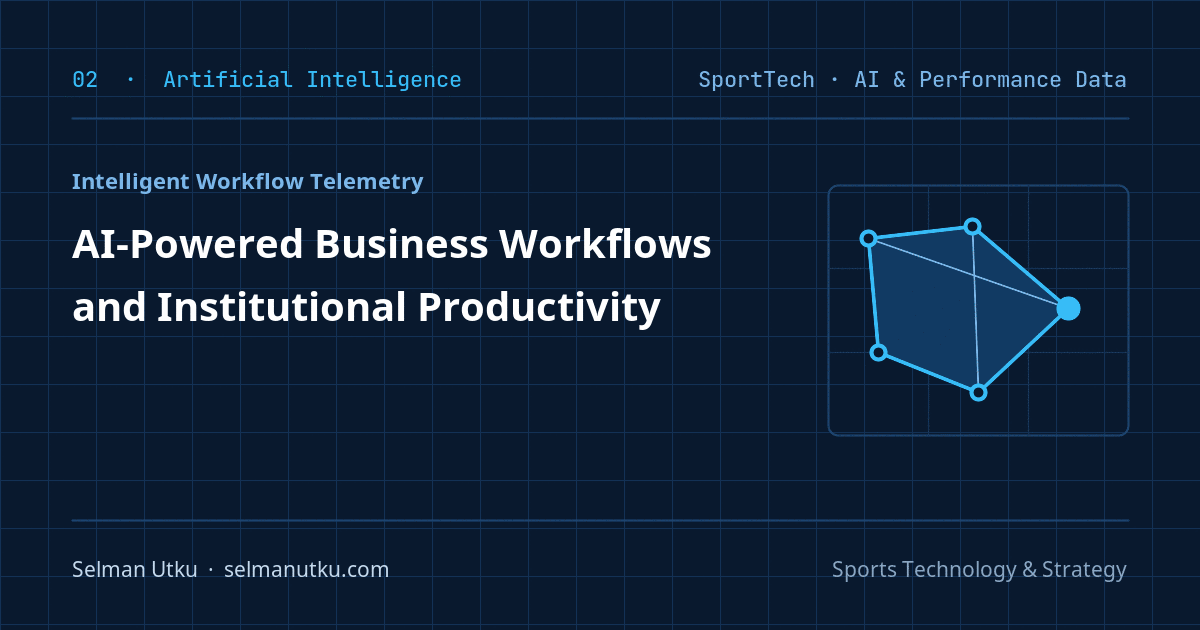 02 · Artificial Intelligence
SportTech · AI & Performance Data
Intelligent Workflow Telemetry
AI-Powered Business Workflows
and Institutional Productivity
Selman Utku · selmanutku.com
Sports Technology & Strategy